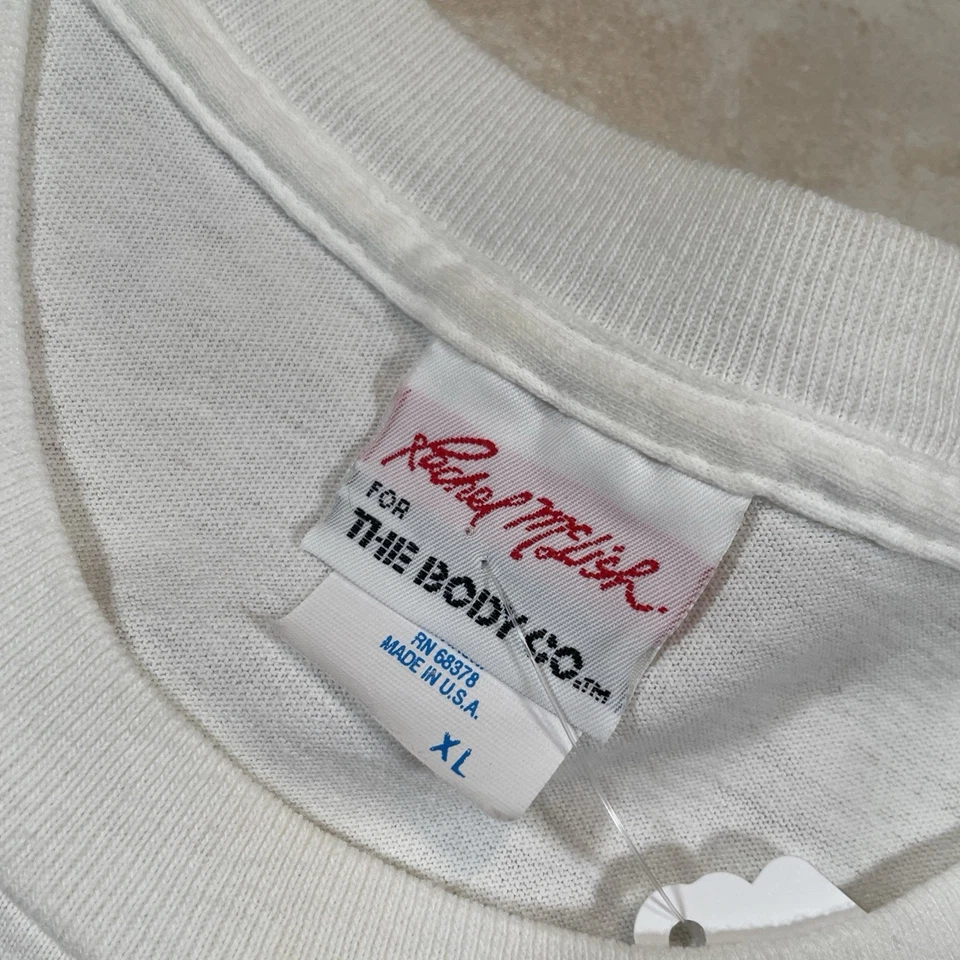 Rachel McLish.
FOR
THE BODY CO.™
RN 68378
MADE IN U.S.A.
XL